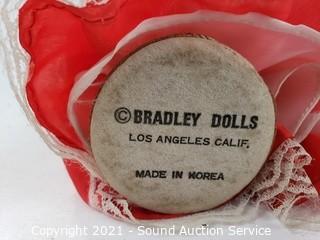 ©BRADLEY DOLLS
LOS ANGELES CALIF.
MADE IN KOREA
Copyright 2021 - Sound Auction Service